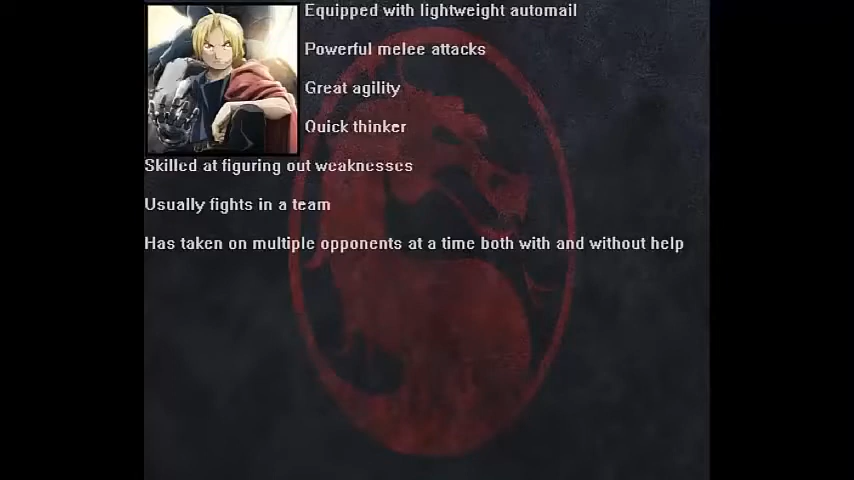 Equipped with lightweight automail
Powerful melee attacks
Great agility
Quick thinker
Skilled at figuring out weaknesses
Usually fights in a team
Has taken on multiple opponents at a time both with and without help